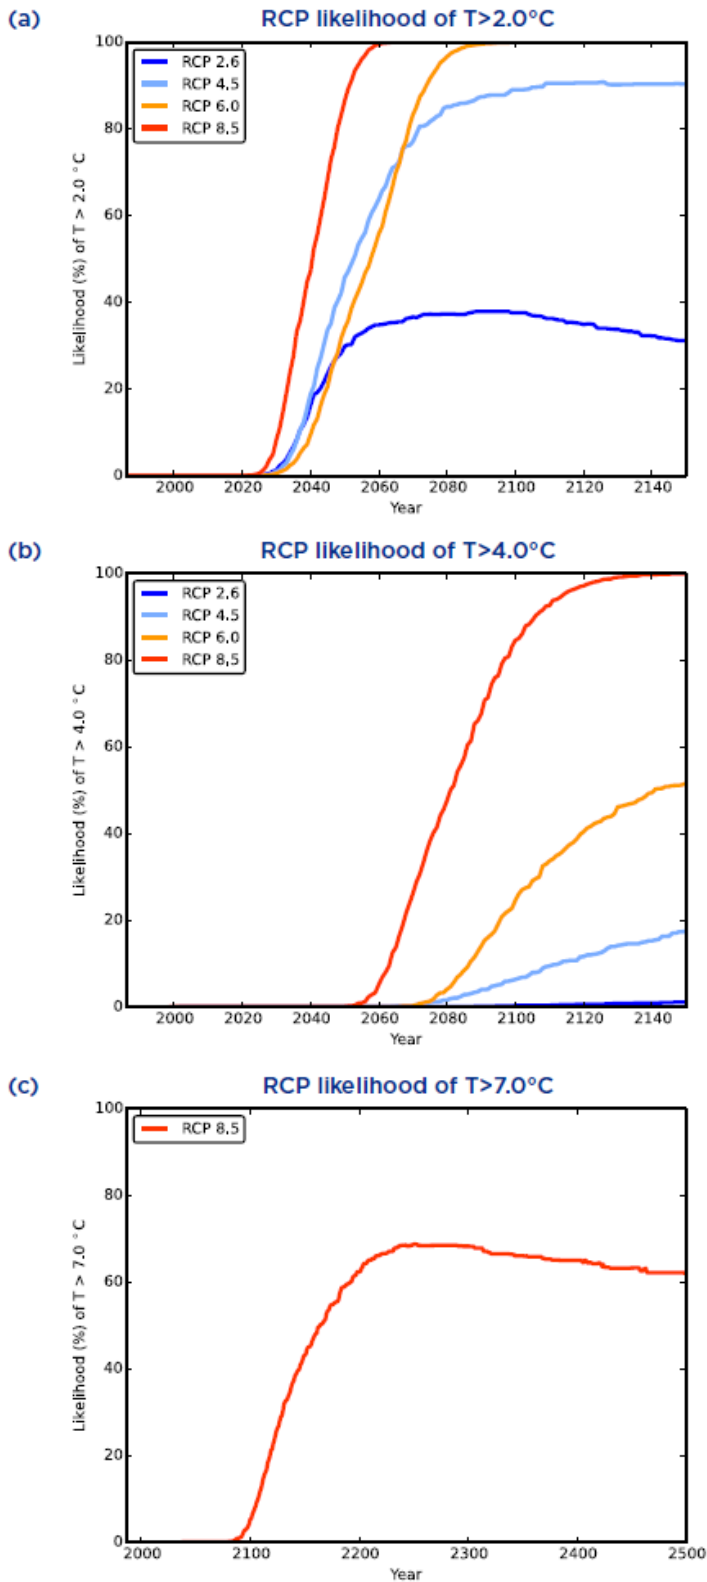 (a) RCP likelihood of T>2.0°C
100
80
60
40
20
0
Likelihood (%) of T > 2.0 °C
RCP 2.6
RCP 4.5
RCP 6.0
RCP 8.5
2000 2020 2040 2060 2080 2100 2120 2140
Year
(b) RCP likelihood of T>4.0°C
100
80
60
40
20
0
Likelihood (%) of T > 4.0 °C
RCP 2.6
RCP 4.5
RCP 6.0
RCP 8.5
2000 2020 2040 2060 2080 2100 2120 2140
Year
(c) RCP likelihood of T>7.0°C
100
80
60
40
20
0
Likelihood (%) of T > 7.0 °C
RCP 8.5
2000 2100 2200 2300 2400 2500
Year